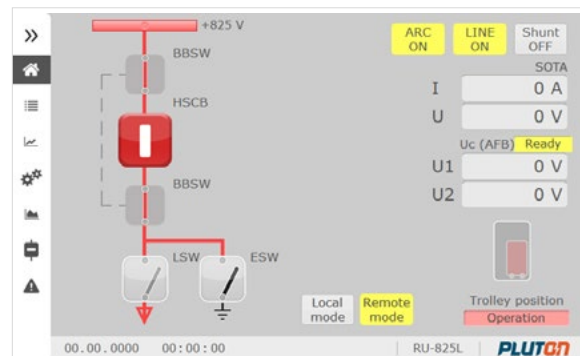 +825 V
BBSW
HSCB
BBSW
LSW
ESW
ARC
ON
LINE
ON
Shunt
OFF
SOTA
I 0 A
U 0 V
Uc (AFB) Ready
U1 0 V
U2 0 V
Local
mode
Remote
mode
Trolley position
Operation
00.00.0000 00:00:00
RU-825L
PLUTON